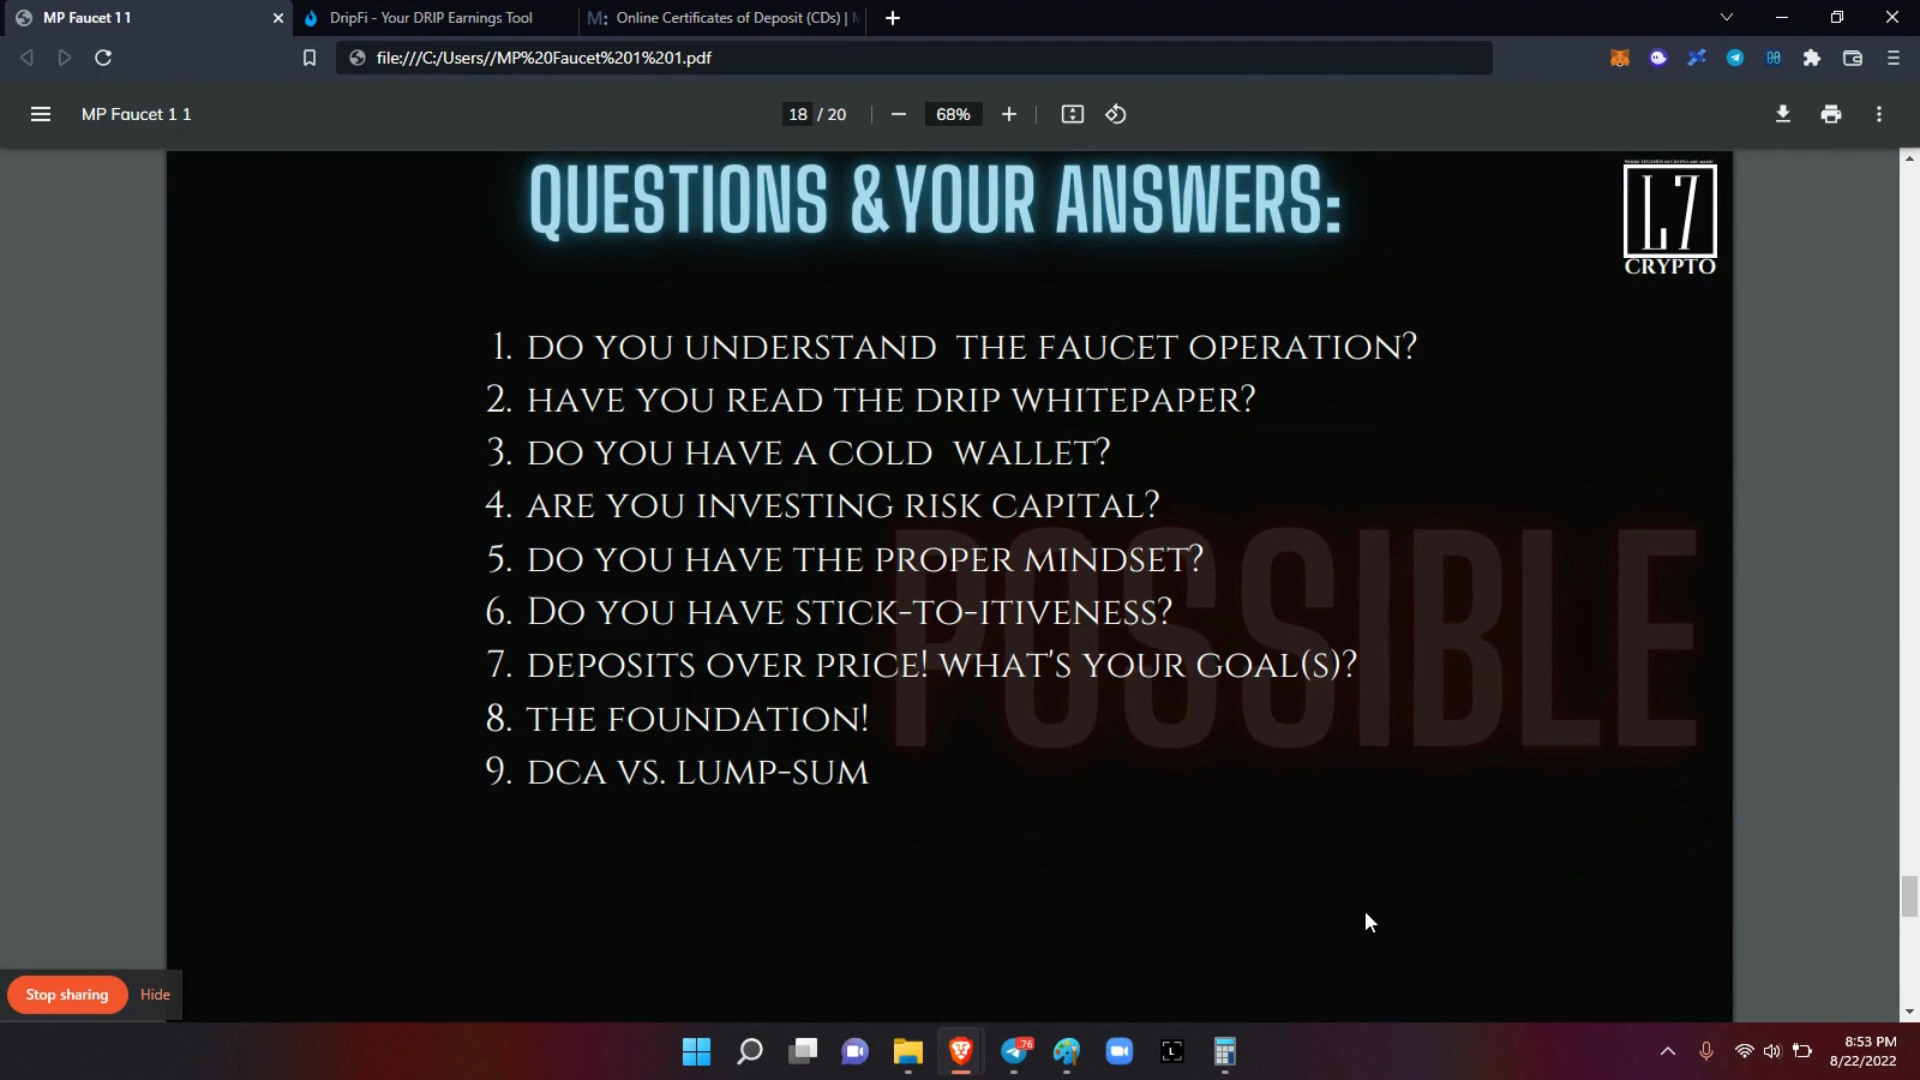 MP Faucet 1 1
DripFi - Your DRIP Earnings Tool
M: Online Certificates of Deposit (CDs) |
file:///C:/Users//MP%20Faucet%201%201.pdf
MP Faucet 1 1
18 / 20
68%
QUESTIONS & YOUR ANSWERS:
L7
CRYPTO
1. DO YOU UNDERSTAND THE FAUCET OPERATION?
2. HAVE YOU READ THE DRIP WHITEPAPER?
3. DO YOU HAVE A COLD WALLET?
4. ARE YOU INVESTING RISK CAPITAL?
5. DO YOU HAVE THE PROPER MINDSET?
6. DO YOU HAVE STICK-TO-ITIVENESS?
7. DEPOSITS OVER PRICE! WHAT'S YOUR GOAL(S)?
8. THE FOUNDATION!
9. DCA VS. LUMP-SUM
POSSIBLE
Stop sharing
Hide
76
L
8:53 PM
8/22/2022